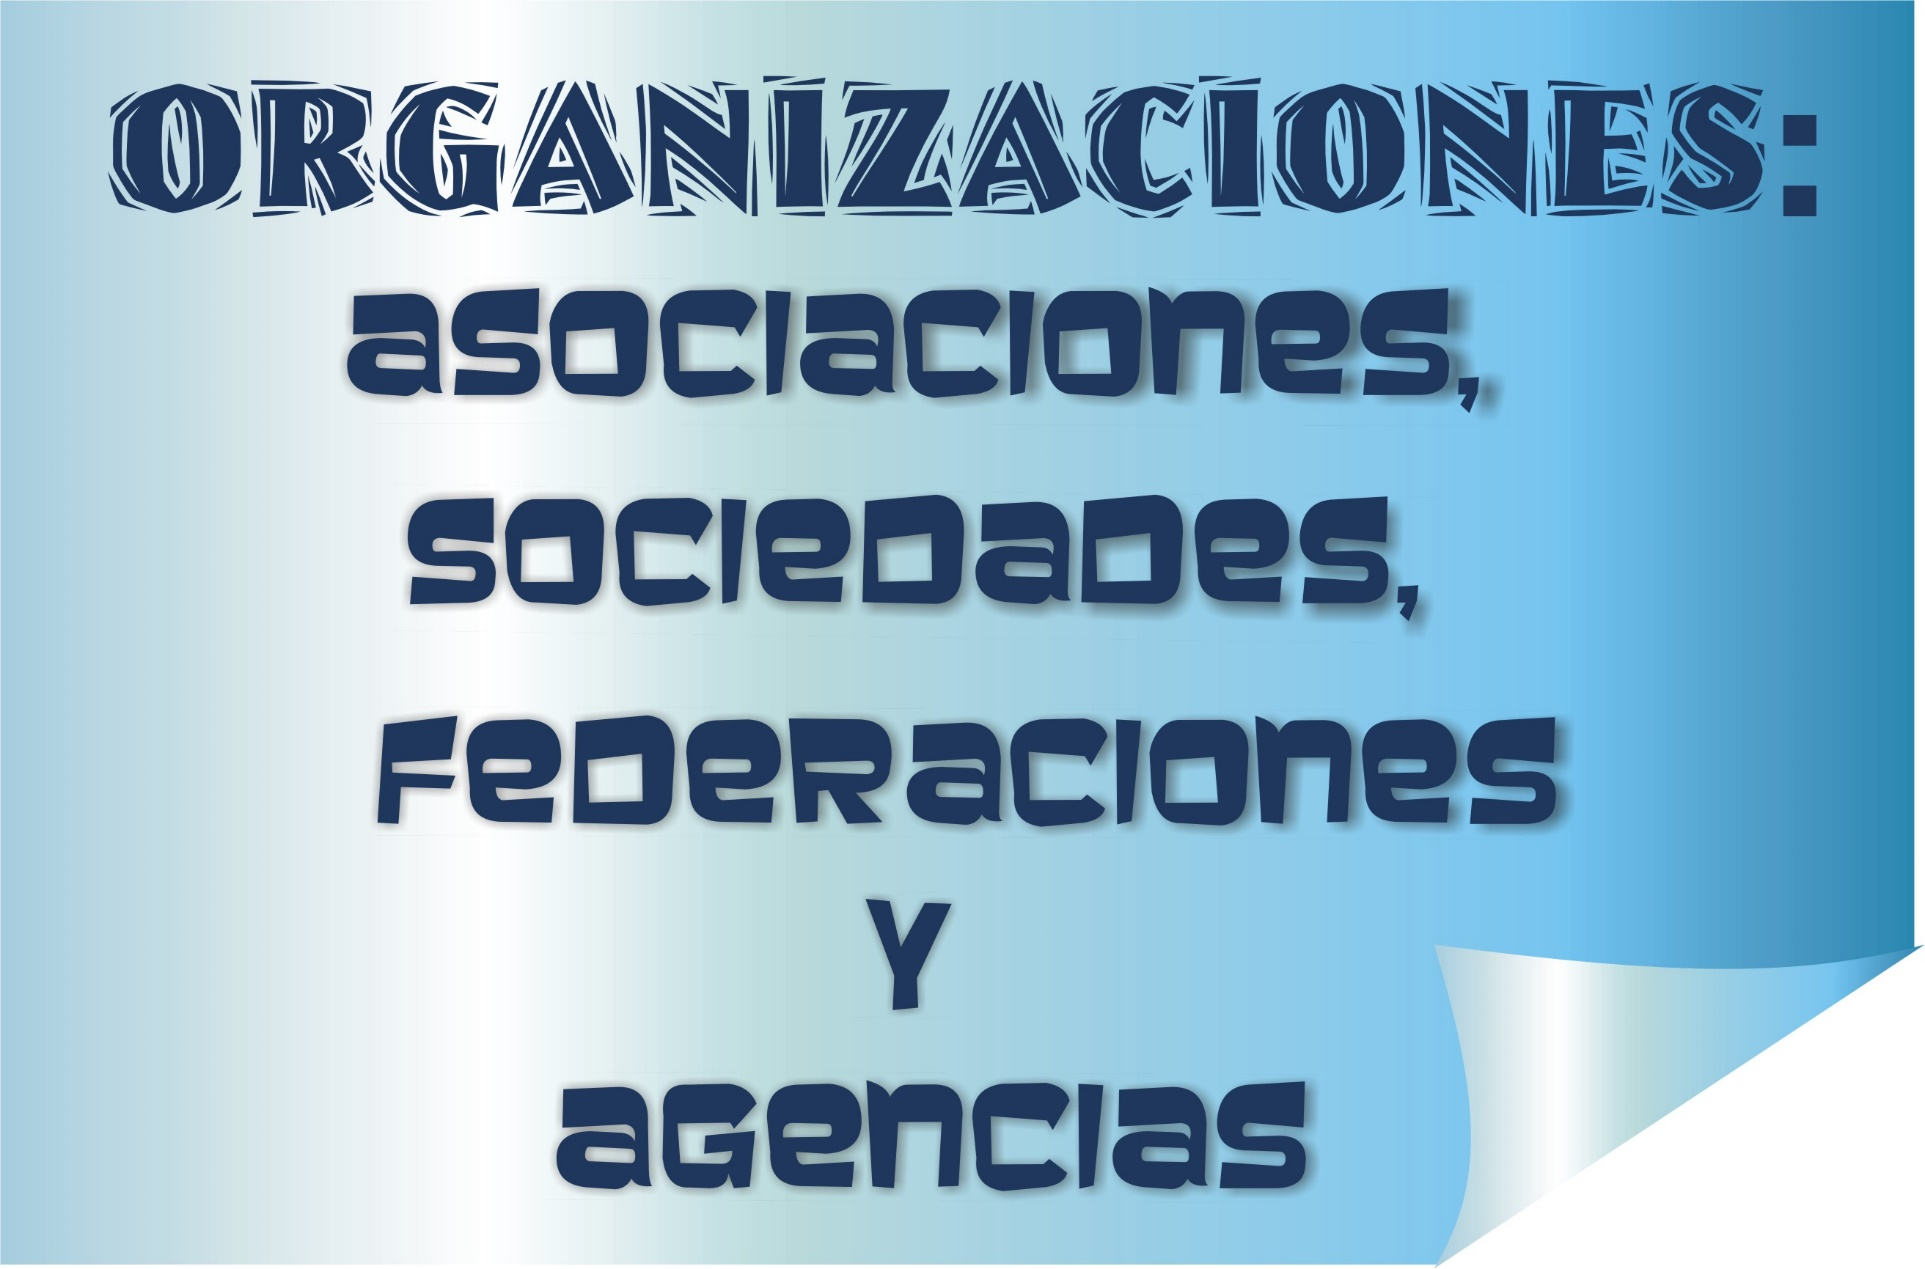 ORGANIZACIONES:
asociaciones,
sociedades,
Federaciones
Y
agencias